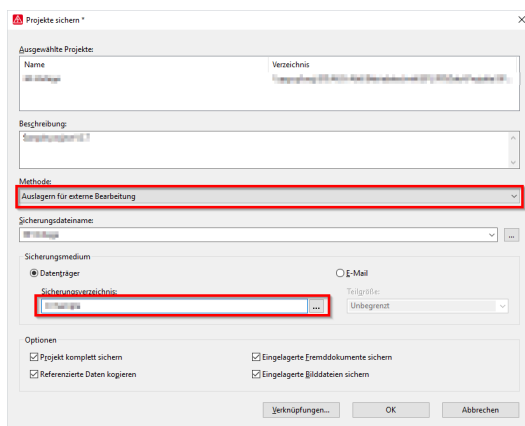 Projekte sichern *
Ausgewählte Projekte:
Name Verzeichnis
Beschreibung:
Methode:
Auslagern für externe Bearbeitung
Sicherungsdateiname:
...
Sicherungsmedium
Datenträger E-Mail
Sicherungsverzeichnis: Teilgröße:
... Unbegrenzt
Optionen
Projekt komplett sichern Eingelagerte Fremddokumente sichern
Referenzierte Daten kopieren Eingelagerte Bilddateien sichern
Verknüpfungen... OK Abbrechen